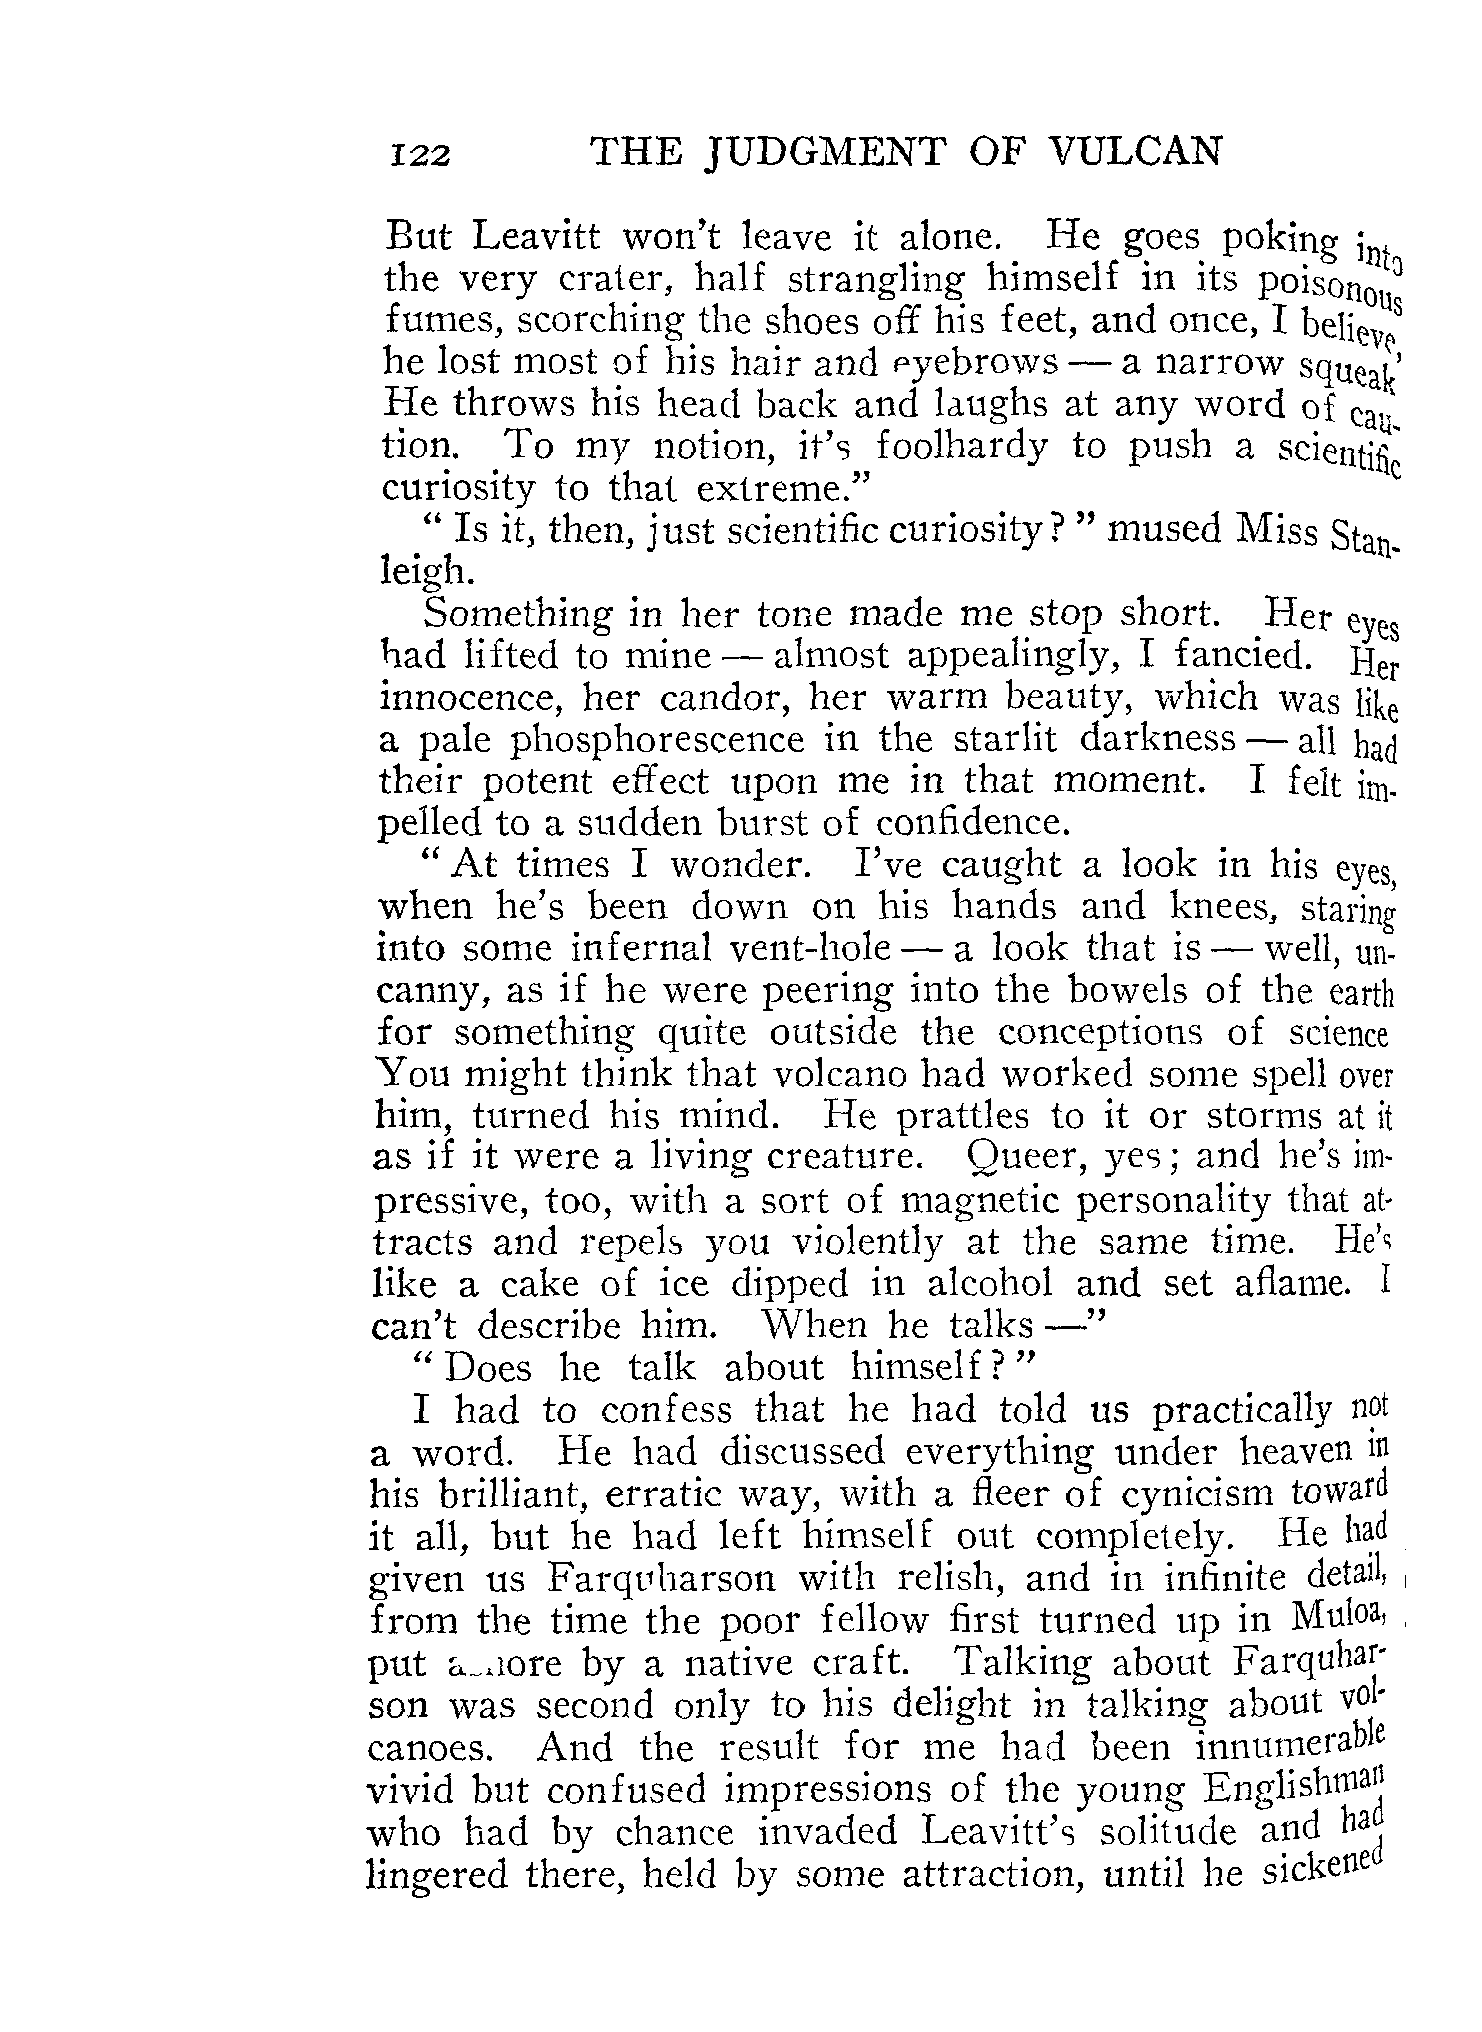 122 THE JUDGMENT OF VULCAN
But Leavitt won't leave it alone. He goes poking into
the very crater, half strangling himself in its poisonous
fumes, scorching the shoes off his feet, and once, I believe,
he lost most of his hair and eyebrows — a narrow squeak
He throws his head back and laughs at any word of cau-
tion. To my notion, it's foolhardy to push a scientific
curiosity to that extreme."
" Is it, then, just scientific curiosity? " mused Miss Stan-
leigh.
Something in her tone made me stop short. Her eyes
had lifted to mine — almost appealingly, I fancied. Her
innocence, her candor, her warm beauty, which was like
a pale phosphorescence in the starlit darkness — all had
their potent effect upon me in that moment. I felt im-
pelled to a sudden burst of confidence.
" At times I wonder. I've caught a look in his eyes,
when he's been down on his hands and knees, staring
into some infernal vent-hole — a look that is — well, un-
canny, as if he were peering into the bowels of the earth
for something quite outside the conceptions of science
You might think that volcano had worked some spell over
him, turned his mind. He prattles to it or storms at it
as if it were a living creature. Queer, yes; and he's im-
pressive, too, with a sort of magnetic personality that at-
tracts and repels you violently at the same time. He's
like a cake of ice dipped in alcohol and set aflame. I
can't describe him. When he talks —"
" Does he talk about himself? "
I had to confess that he had told us practically not
a word. He had discussed everything under heaven in
his brilliant, erratic way, with a fleer of cynicism toward
it all, but he had left himself out completely. He had
given us Farquharson with relish, and in infinite detail,
from the time the poor fellow first turned up in Muloa,
put by a native craft. Talking about Farquhar-
son was second only to his delight in talking about vol-
canoes. And the result for me had been innumerable
vivid but confused impressions of the young Englishman
who had by chance invaded Leavitt's solitude and had
lingered there, held by some attraction, until he sickened